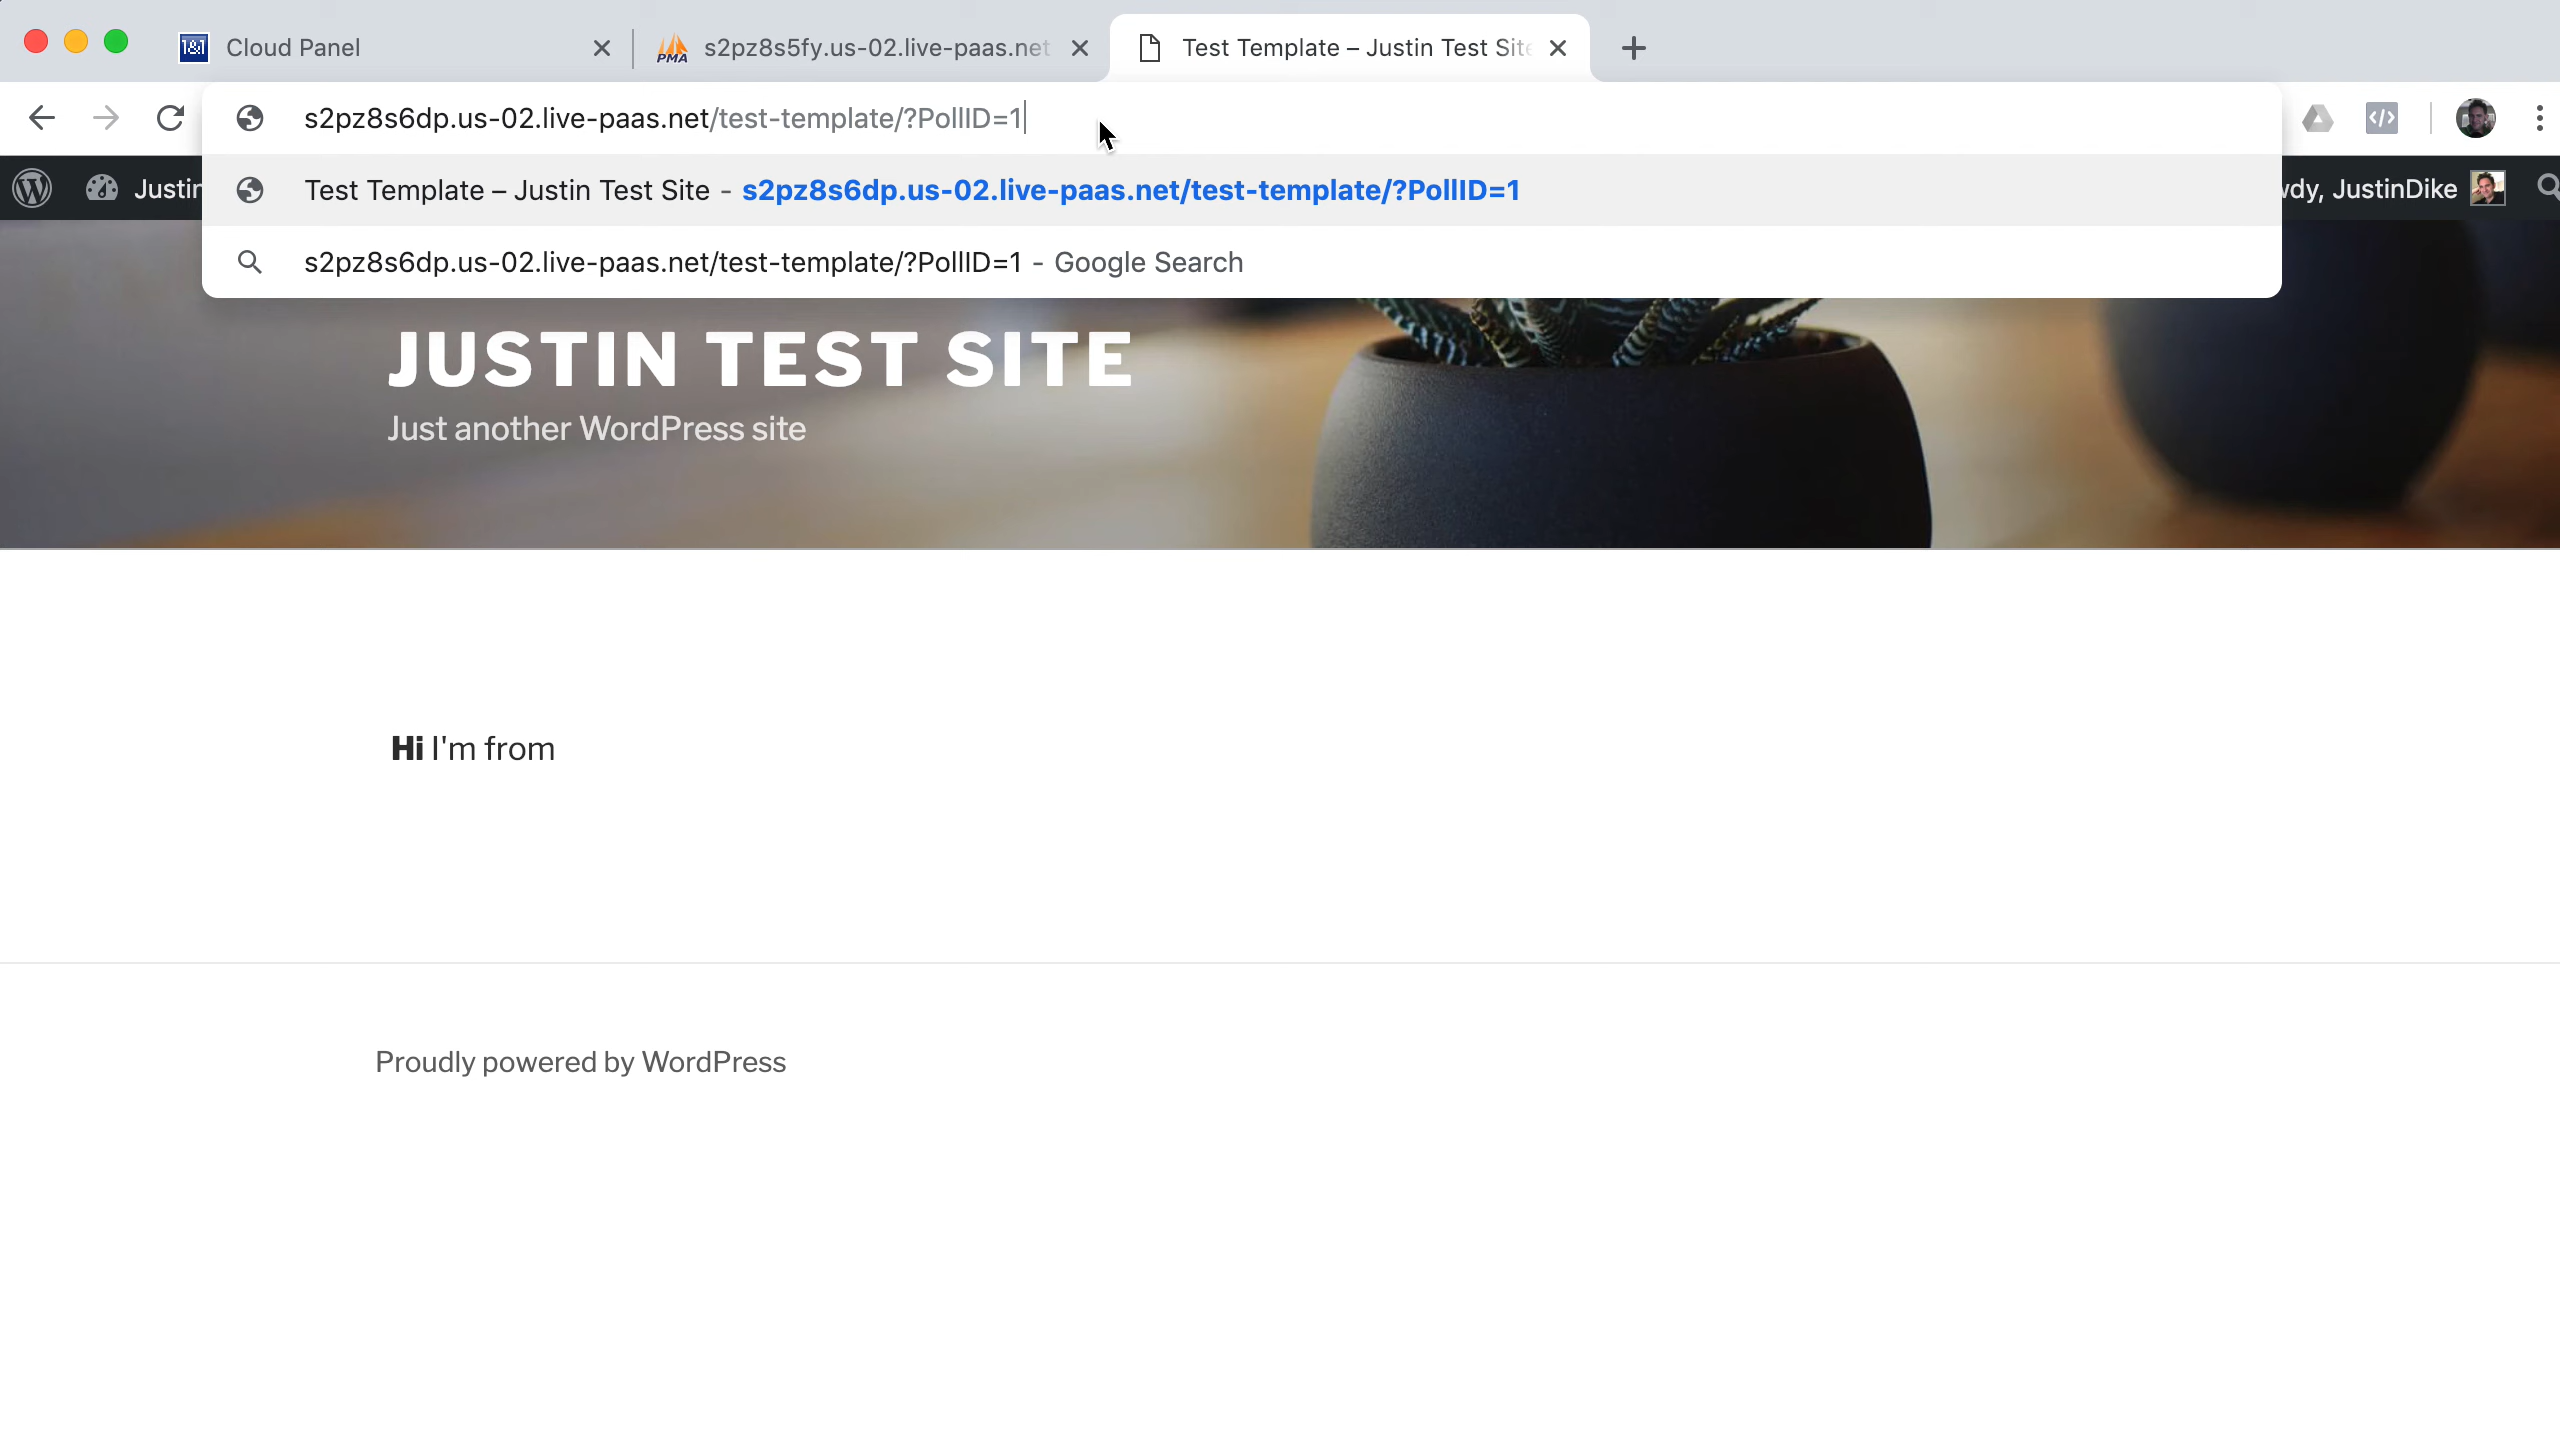 Cloud Panel
s2pz8s5fy.us-02.live-paas.net
Test Template – Justin Test Site
s2pz8s6dp.us-02.live-paas.net/test-template/?PollID=1
Test Template – Justin Test Site - s2pz8s6dp.us-02.live-paas.net/test-template/?PollID=1
s2pz8s6dp.us-02.live-paas.net/test-template/?PollID=1 - Google Search
Justin
wdy, JustinDike
JUSTIN TEST SITE
Just another WordPress site
Hi I'm from
Proudly powered by WordPress